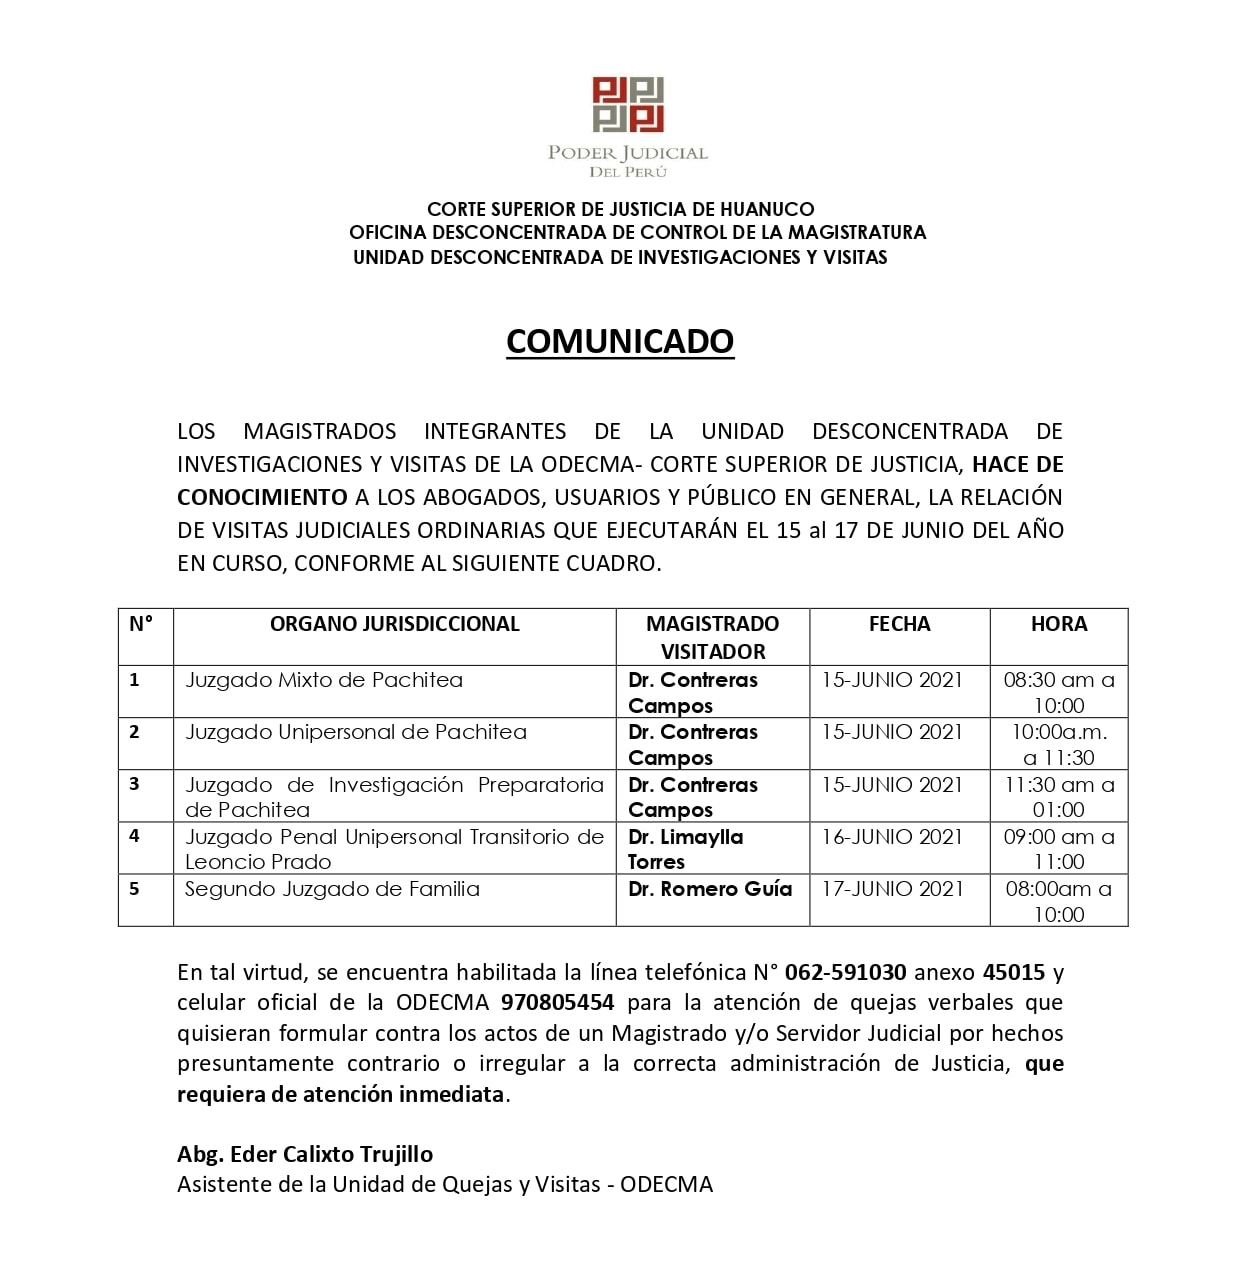 PODER JUDICIAL
DEL PERÚ
CORTE SUPERIOR DE JUSTICIA DE HUANUCO
OFICINA DESCONCENTRADA DE CONTROL DE LA MAGISTRATURA
UNIDAD DESCONCENTRADA DE INVESTIGACIONES Y VISITAS
COMUNICADO
LOS MAGISTRADOS INTEGRANTES DE LA UNIDAD DESCONCENTRADA DE
INVESTIGACIONES Y VISITAS DE LA ODECMA- CORTE SUPERIOR DE JUSTICIA, HACE DE
CONOCIMIENTO A LOS ABOGADOS, USUARIOS Y PÚBLICO EN GENERAL, LA RELACIÓN
DE VISITAS JUDICIALES ORDINARIAS QUE EJECUTARÁN EL 15 al 17 DE JUNIO DEL AÑO
EN CURSO, CONFORME AL SIGUIENTE CUADRO.
N° ORGANO JURISDICCIONAL MAGISTRADO FECHA HORA
VISITADOR
1 Juzgado Mixto de Pachitea Dr. Contreras 15-JUNIO 2021 08:30 am a
Campos 10:00
2 Juzgado Unipersonal de Pachitea Dr. Contreras 15-JUNIO 2021 10:00a.m.
Campos a 11:30
3 Juzgado de Investigación Preparatoria Dr. Contreras 15-JUNIO 2021 11:30 am a
de Pachitea Campos 01:00
4 Juzgado Penal Unipersonal Transitorio de Dr. Limaylla 16-JUNIO 2021 09:00 am a
Leoncio Prado Torres 11:00
5 Segundo Juzgado de Familia Dr. Romero Guía 17-JUNIO 2021 08:00am a
10:00
En tal virtud, se encuentra habilitada la línea telefónica N° 062-591030 anexo 45015 y
celular oficial de la ODECMA 970805454 para la atención de quejas verbales que
quisieran formular contra los actos de un Magistrado y/o Servidor Judicial por hechos
presuntamente contrario o irregular a la correcta administración de Justicia, que
requiera de atención inmediata.
Abg. Eder Calixto Trujillo
Asistente de la Unidad de Quejas y Visitas - ODECMA